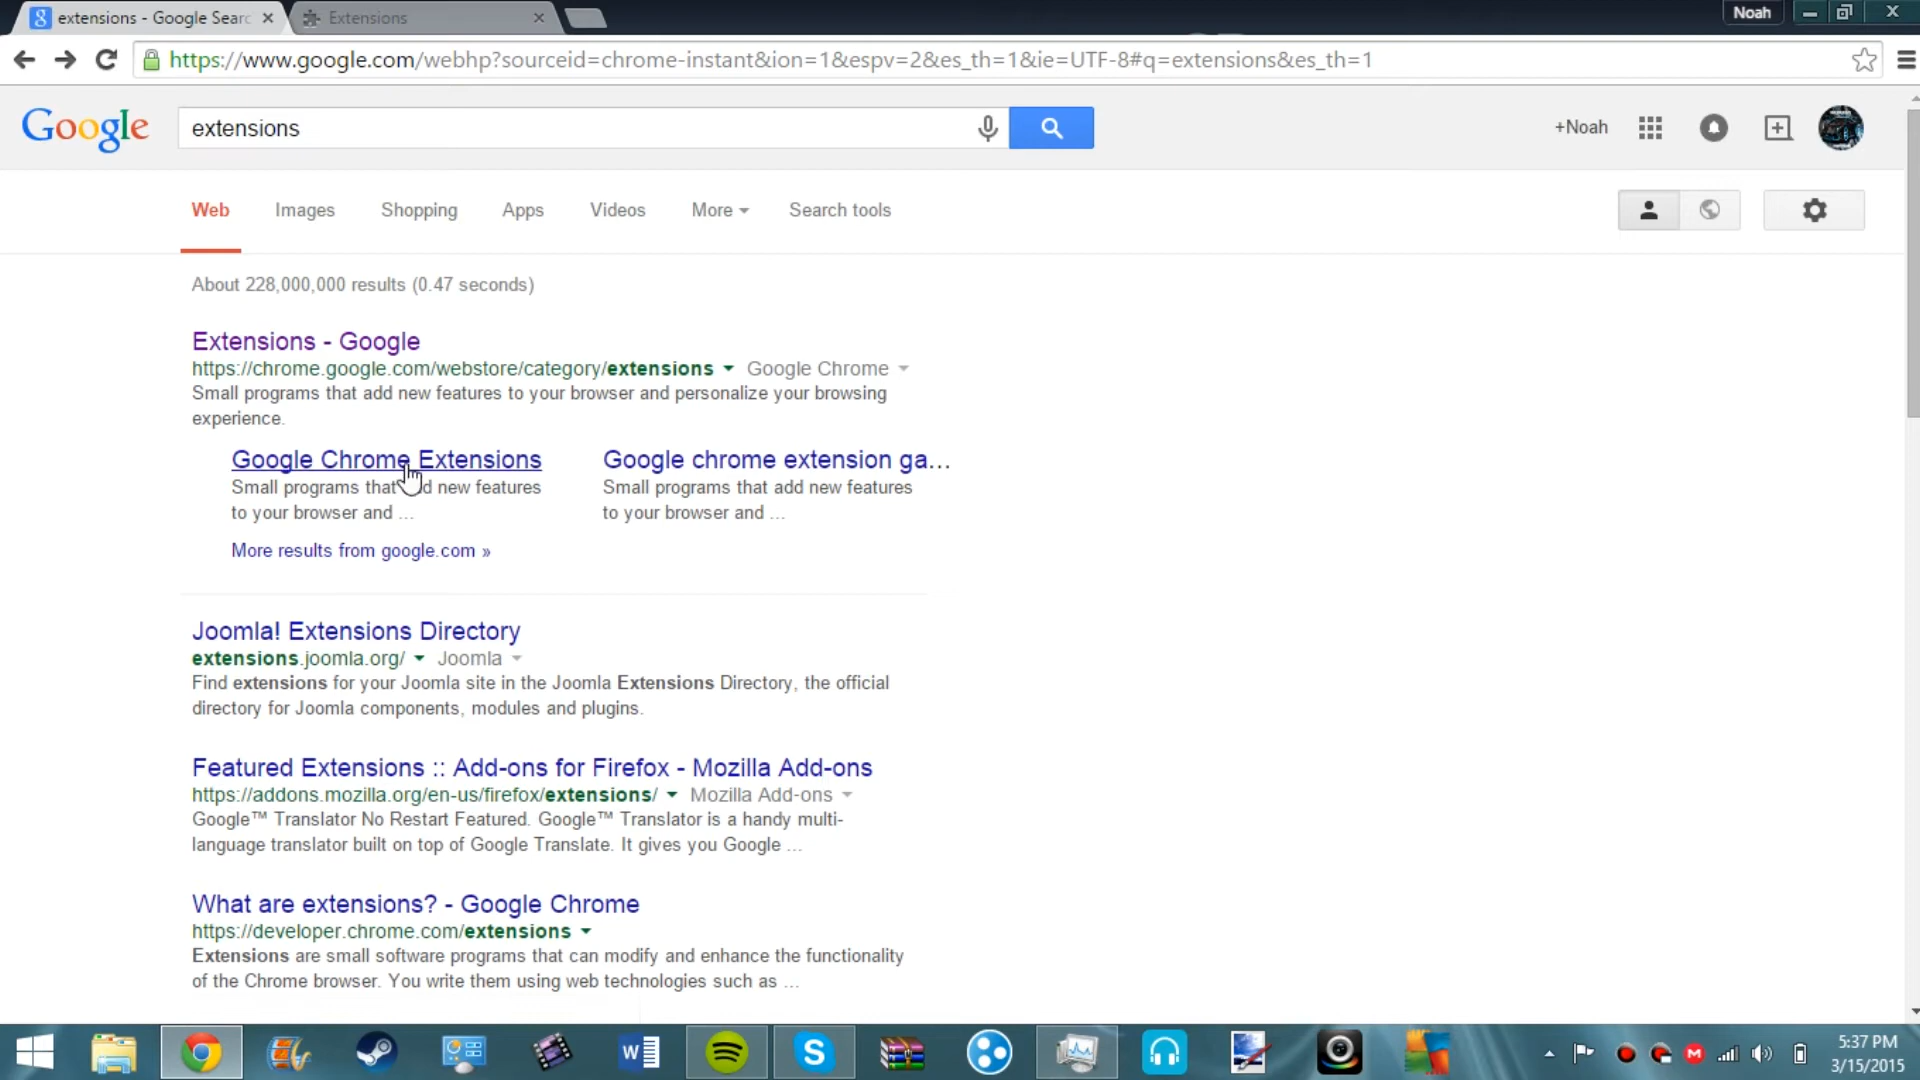 extensions - Google Searc
Extensions
Noah
https://www.google.com/webhp?sourceid=chrome-instant&ion=1&espv=2&es_th=1&ie=UTF-8#q=extensions&es_th=1
Google
extensions
+Noah
Web
Images
Shopping
Apps
Videos
More
Search tools
About 228,000,000 results (0.47 seconds)
Extensions - Google
https://chrome.google.com/webstore/category/extensions Google Chrome
Small programs that add new features to your browser and personalize your browsing
experience.
Google Chrome Extensions
Small programs that add new features
to your browser and ...
Google chrome extension ga...
Small programs that add new features
to your browser and ...
More results from google.com »
Joomla! Extensions Directory
extensions.joomla.org/ Joomla
Find extensions for your Joomla site in the Joomla Extensions Directory, the official
directory for Joomla components, modules and plugins.
Featured Extensions :: Add-ons for Firefox - Mozilla Add-ons
https://addons.mozilla.org/en-us/firefox/extensions/ Mozilla Add-ons
Google™ Translator No Restart Featured. Google™ Translator is a handy multi-
language translator built on top of Google Translate. It gives you Google ...
What are extensions? - Google Chrome
https://developer.chrome.com/extensions
Extensions are small software programs that can modify and enhance the functionality
of the Chrome browser. You write them using web technologies such as ...
5:37 PM
3/15/2015